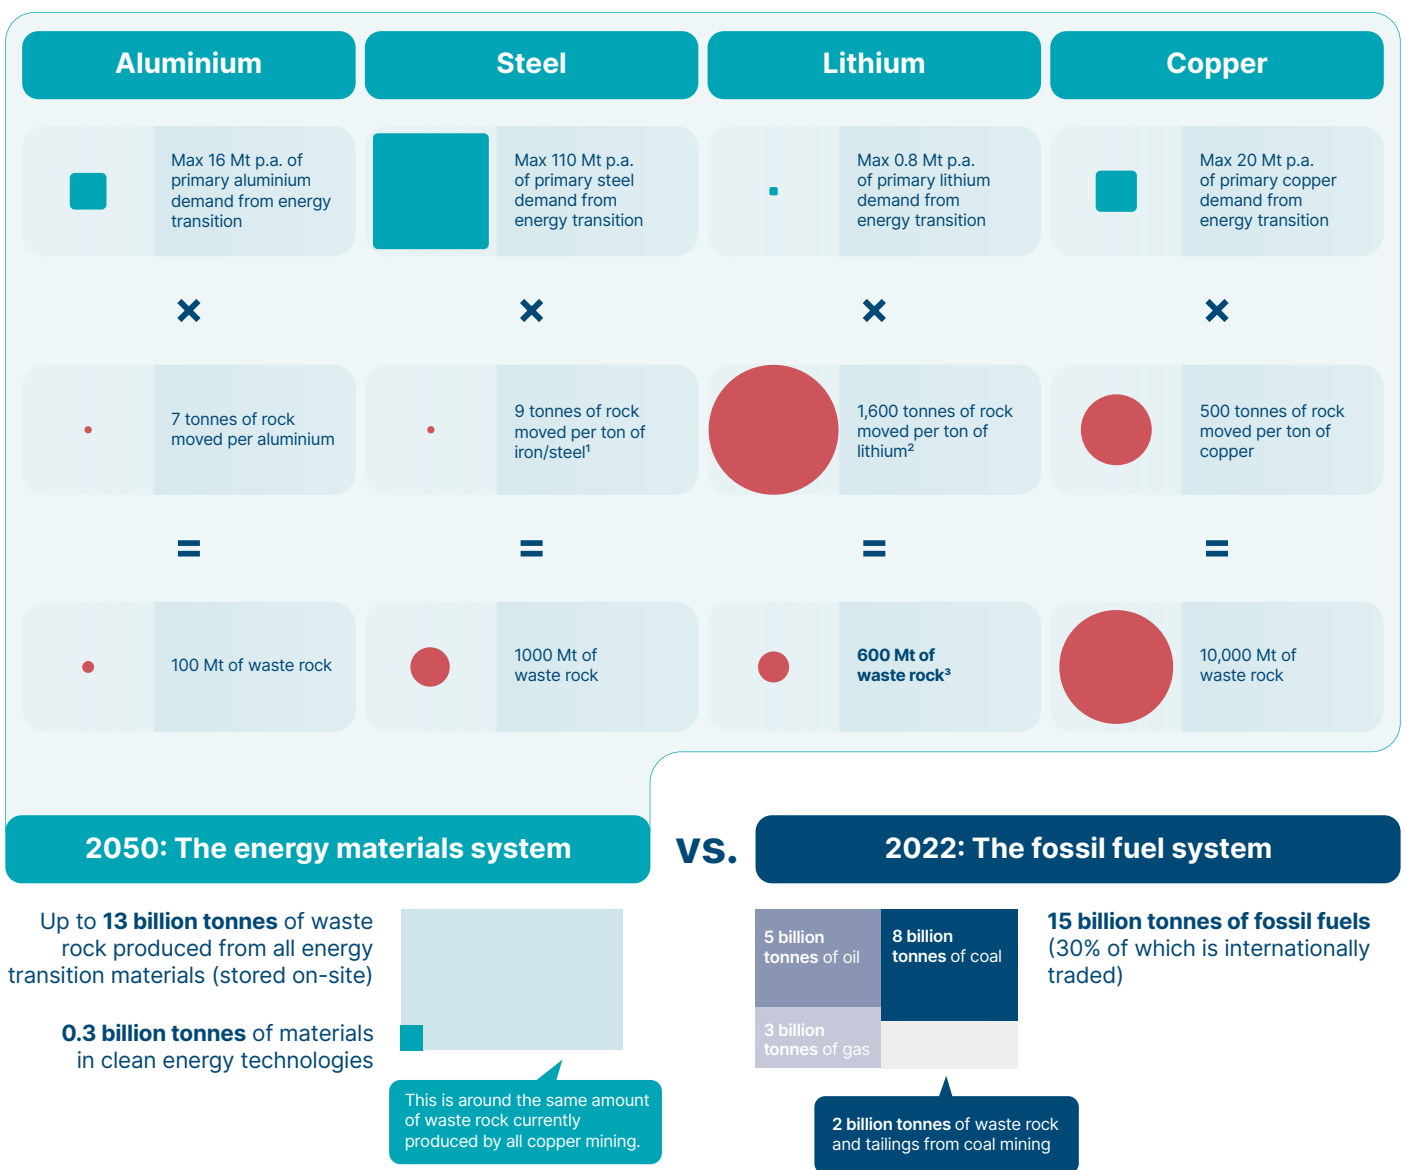 Aluminium
Steel
Lithium
Copper
Max 16 Mt p.a. of
primary aluminium
demand from energy
transition
Max 110 Mt p.a.
of primary steel
demand from
energy transition
Max 0.8 Mt p.a.
of primary lithium
demand from
energy transition
Max 20 Mt p.a.
of primary copper
demand from
energy transition
×
×
×
×
7 tonnes of rock
moved per aluminium
9 tonnes of rock
moved per ton of
iron/steel¹
1,600 tonnes of rock
moved per ton of
lithium²
500 tonnes of rock
moved per ton of
copper
=
=
=
=
100 Mt of waste rock
1000 Mt of
waste rock
600 Mt of
waste rock³
10,000 Mt of
waste rock
2050: The energy materials system
vs.
2022: The fossil fuel system
Up to 13 billion tonnes of waste
rock produced from all energy
transition materials (stored on-site)
0.3 billion tonnes of materials
in clean energy technologies
This is around the same amount
of waste rock currently
produced by all copper mining.
5 billion
tonnes of oil
8 billion
tonnes of coal
3 billion
tonnes of gas
15 billion tonnes of fossil fuels
(30% of which is internationally
traded)
2 billion tonnes of waste rock
and tailings from coal mining